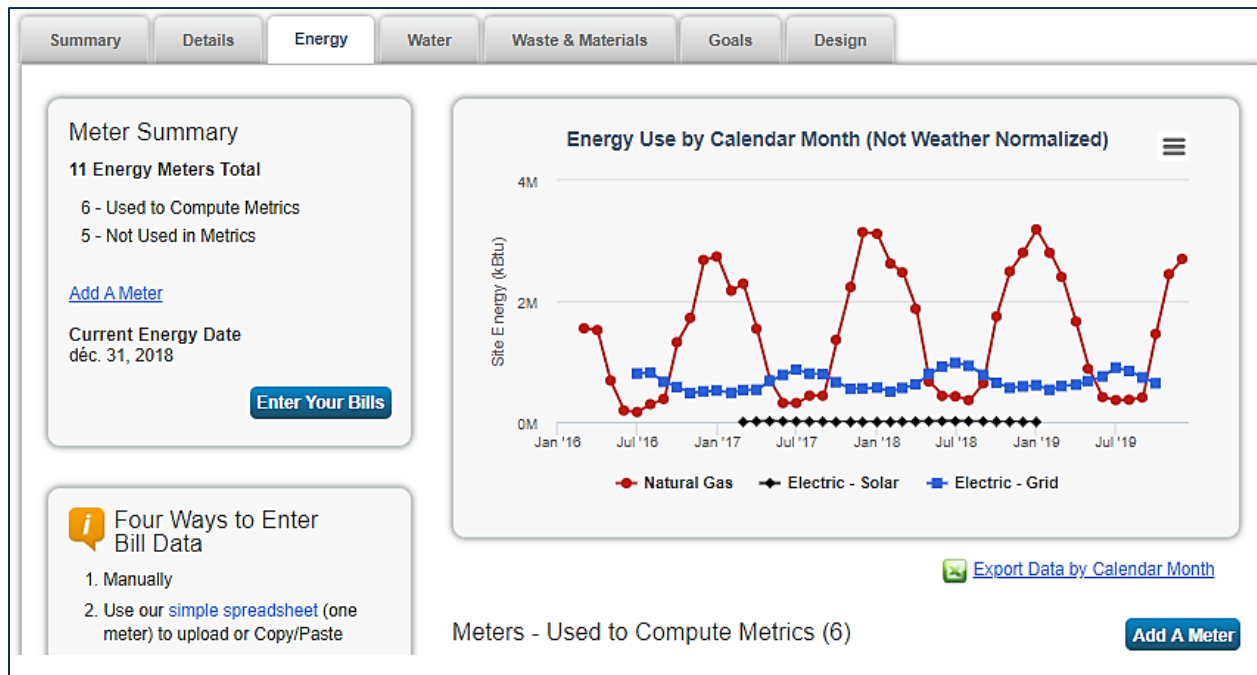 Summary
Details
Energy
Water
Waste & Materials
Goals
Design
Meter Summary
11 Energy Meters Total
6 - Used to Compute Metrics
5 - Not Used in Metrics
Add A Meter
Current Energy Date
déc. 31, 2018
Enter Your Bills
Four Ways to Enter
Bill Data
1. Manually
2. Use our simple spreadsheet (one
meter) to upload or Copy/Paste
Energy Use by Calendar Month (Not Weather Normalized)
Site Energy (kBtu)
4M
2M
0M
Jan '16
Jul '16
Jan '17
Jul '17
Jan '18
Jul '18
Jan '19
Jul '19
Natural Gas
Electric - Solar
Electric - Grid
Export Data by Calendar Month
Meters - Used to Compute Metrics (6)
Add A Meter